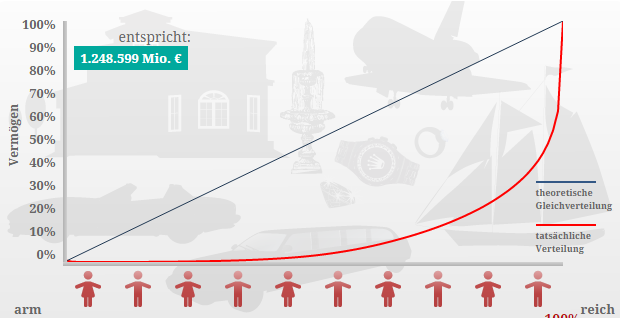 100%
entspricht:
1.248.599 Mio. €
90%
80%
70%
60%
50%
40%
30%
20%
10%
0%
Vermögen
theoretische
Gleichverteilung
tatsächliche
Verteilung
arm
reich
100%